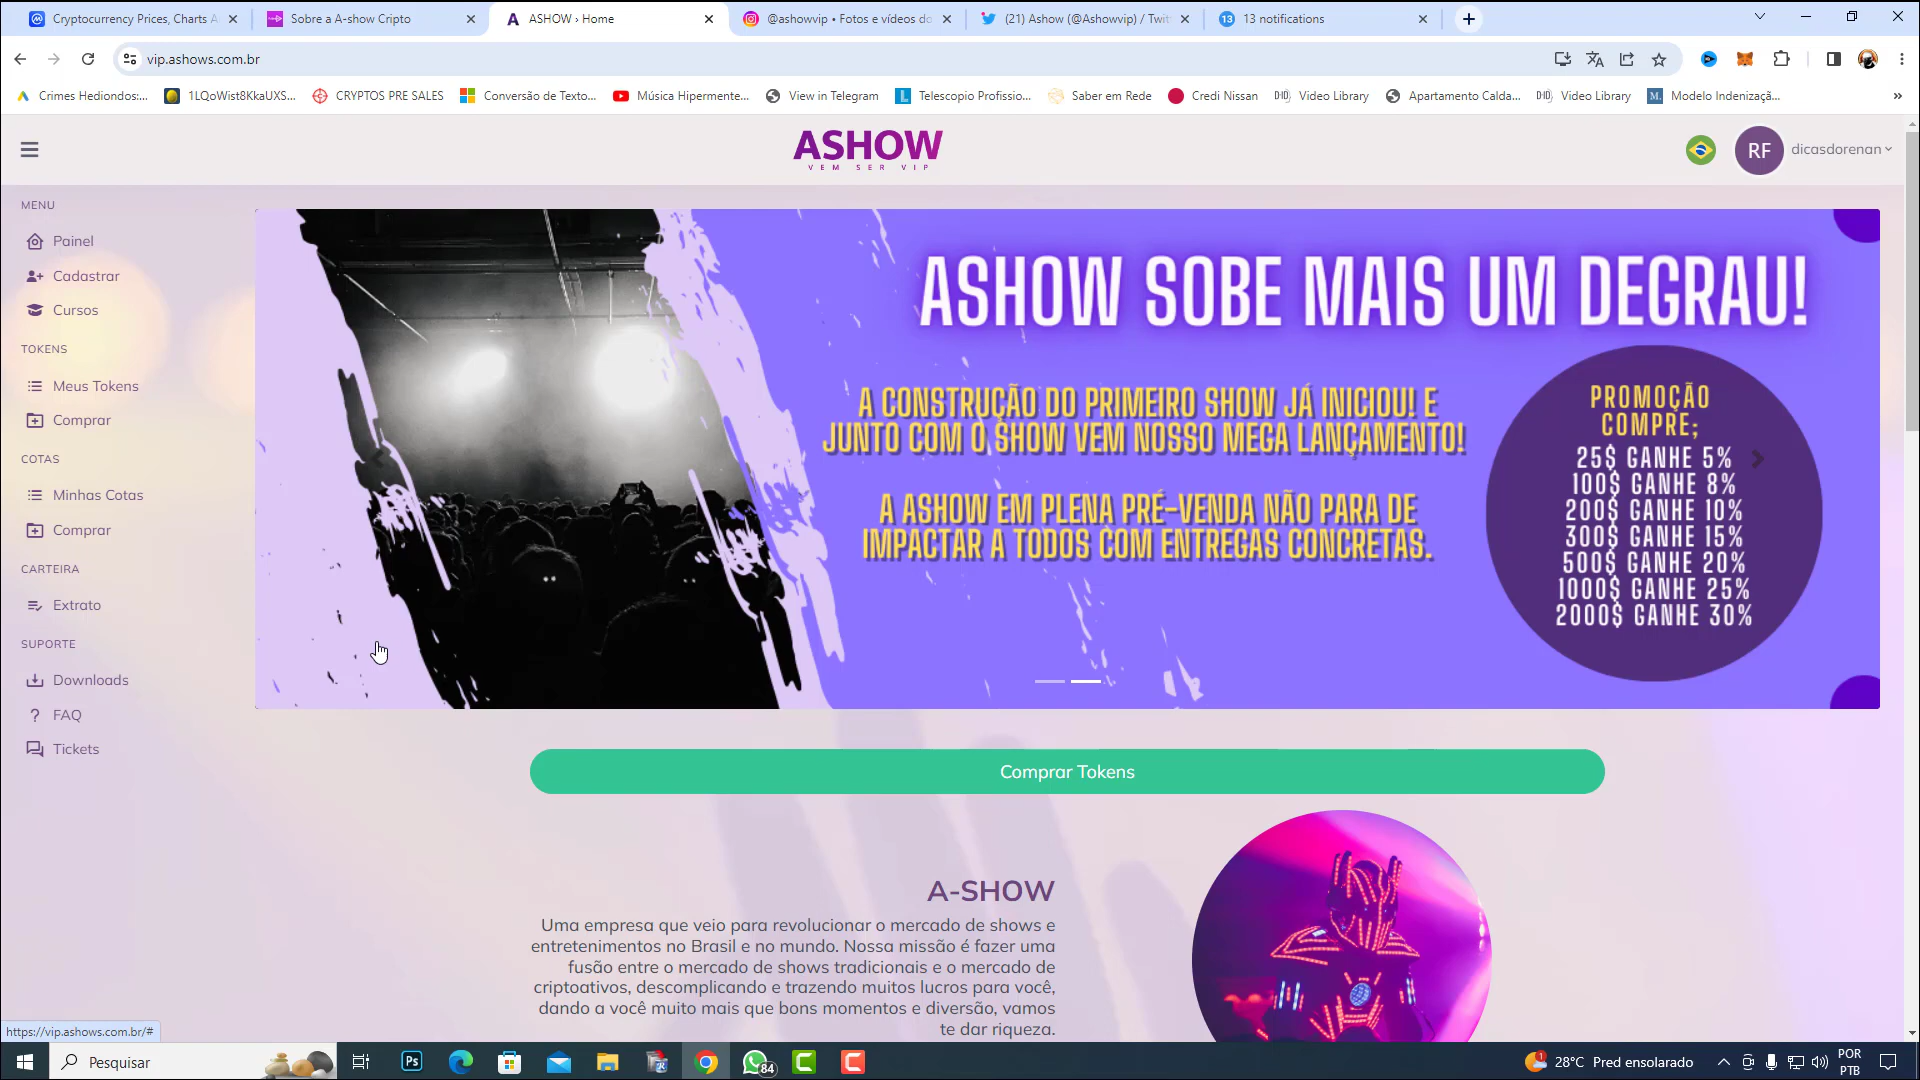 Cryptocurrency Prices, Charts A
Sobre a A-show Cripto
ASHOW › Home
@ashowvip • Fotos e vídeos do
(21) Ashow (@Ashowvip) / Twit
13
13 notifications
vip.ashows.com.br
Crimes Hediondos:...
1LQoWist8KkaUXS...
CRYPTOS PRE SALES
Conversão de Texto...
Música Hipermente...
View in Telegram
Telescopio Profissio...
Saber em Rede
Credi Nissan
Video Library
Apartamento Calda...
Video Library
Modelo Indenizaçã...
»
ASHOW
VEM SER VIP
RF
dicasdorenan
MENU
Painel
Cadastrar
Cursos
TOKENS
Meus Tokens
Comprar
COTAS
Minhas Cotas
Comprar
CARTEIRA
Extrato
SUPORTE
Downloads
FAQ
Tickets
ASHOW SOBE MAIS UM DEGRAU!
A CONSTRUÇÃO DO PRIMEIRO SHOW JÁ INICIOU! E
JUNTO COM O SHOW VEM NOSSO MEGA LANÇAMENTO!
A ASHOW EM PLENA PRÉ-VENDA NÃO PARA DE
IMPACTAR A TODOS COM ENTREGAS CONCRETAS.
PROMOÇÃO
COMPRE;
25$ GANHE 5%
100$ GANHE 8%
200$ GANHE 10%
300$ GANHE 15%
500$ GANHE 20%
1000$ GANHE 25%
2000$ GANHE 30%
Comprar Tokens
A-SHOW
Uma empresa que veio para revolucionar o mercado de shows e
entretenimentos no Brasil e no mundo. Nossa missão é fazer uma
fusão entre o mercado de shows tradicionais e o mercado de
criptoativos, descomplicando e trazendo muitos lucros para você,
dando a você muito mais que bons momentos e diversão, vamos
te dar riqueza.
https://vip.ashows.com.br/#
Pesquisar
Ps
84
1
28°C Pred ensolarado
POR
PTB